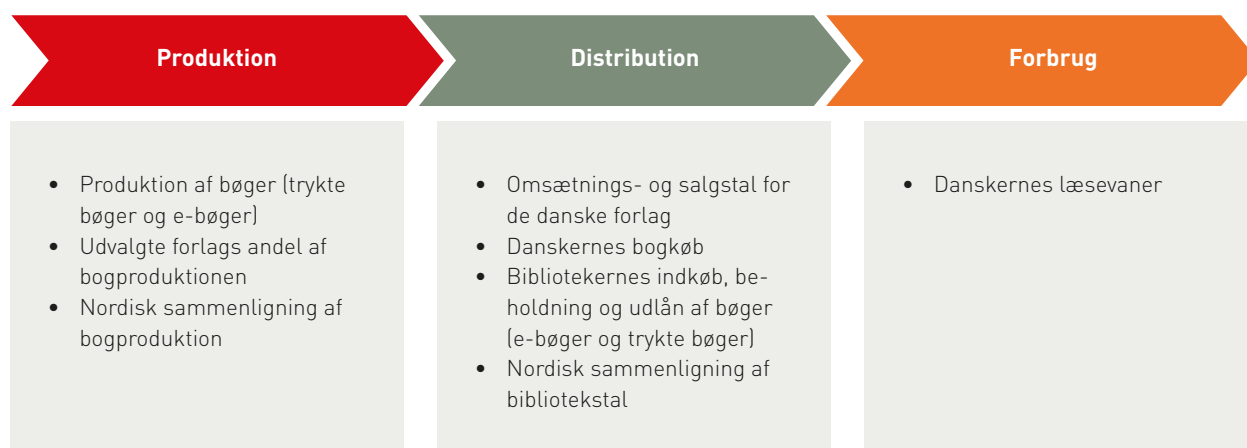 Produktion
Distribution
Forbrug
• Produktion af bøger (trykte
bøger og e-bøger)
• Udvalgte forlags andel af
bogproduktionen
• Nordisk sammenligning af
bogproduktion
• Omsætnings- og salgstal for
de danske forlag
• Danskernes bogkøb
• Bibliotekernes indkøb, be-
holdning og udlån af bøger
(e-bøger og trykte bøger)
• Nordisk sammenligning af
bibliotekstal
• Danskernes læsevaner